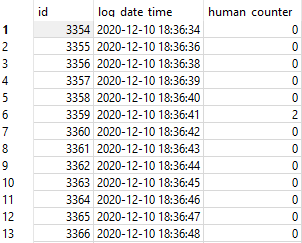 id log_date_time human_counter
1 3354 2020-12-10 18:36:34 0
2 3355 2020-12-10 18:36:36 0
3 3356 2020-12-10 18:36:38 0
4 3357 2020-12-10 18:36:39 0
5 3358 2020-12-10 18:36:40 0
6 3359 2020-12-10 18:36:41 2
7 3360 2020-12-10 18:36:42 0
8 3361 2020-12-10 18:36:43 0
9 3362 2020-12-10 18:36:44 0
10 3363 2020-12-10 18:36:45 0
11 3364 2020-12-10 18:36:46 0
12 3365 2020-12-10 18:36:47 0
13 3366 2020-12-10 18:36:48 0